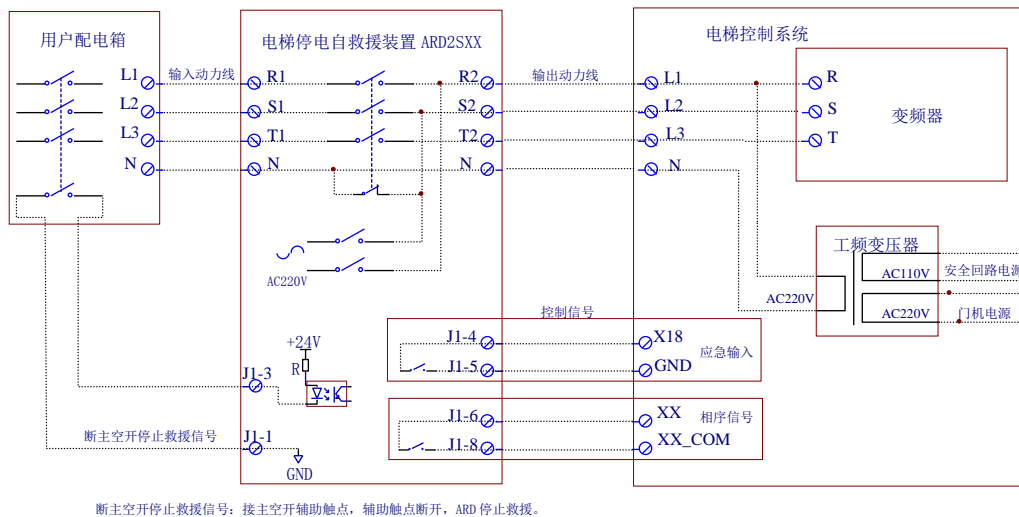 用户配电箱
L1
L2
L3
N
输入动力线
电梯停电自救援装置 ARD2SXX
R1
S1
T1
N
R2
S2
T2
N
AC220V
输出动力线
电梯控制系统
L1
L2
L3
N
R
S
T
变频器
工频变压器
AC220V
AC110V
AC220V
安全回路电源
门机电源
控制信号
J1-4
J1-5
X18
GND
应急输入
J1-6
J1-8
XX
XX_COM
相序信号
+24V
R
J1-3
J1-1
GND
断主空开停止救援信号
断主空开停止救援信号：接主空开辅助触点，辅助触点断开，ARD 停止救援。